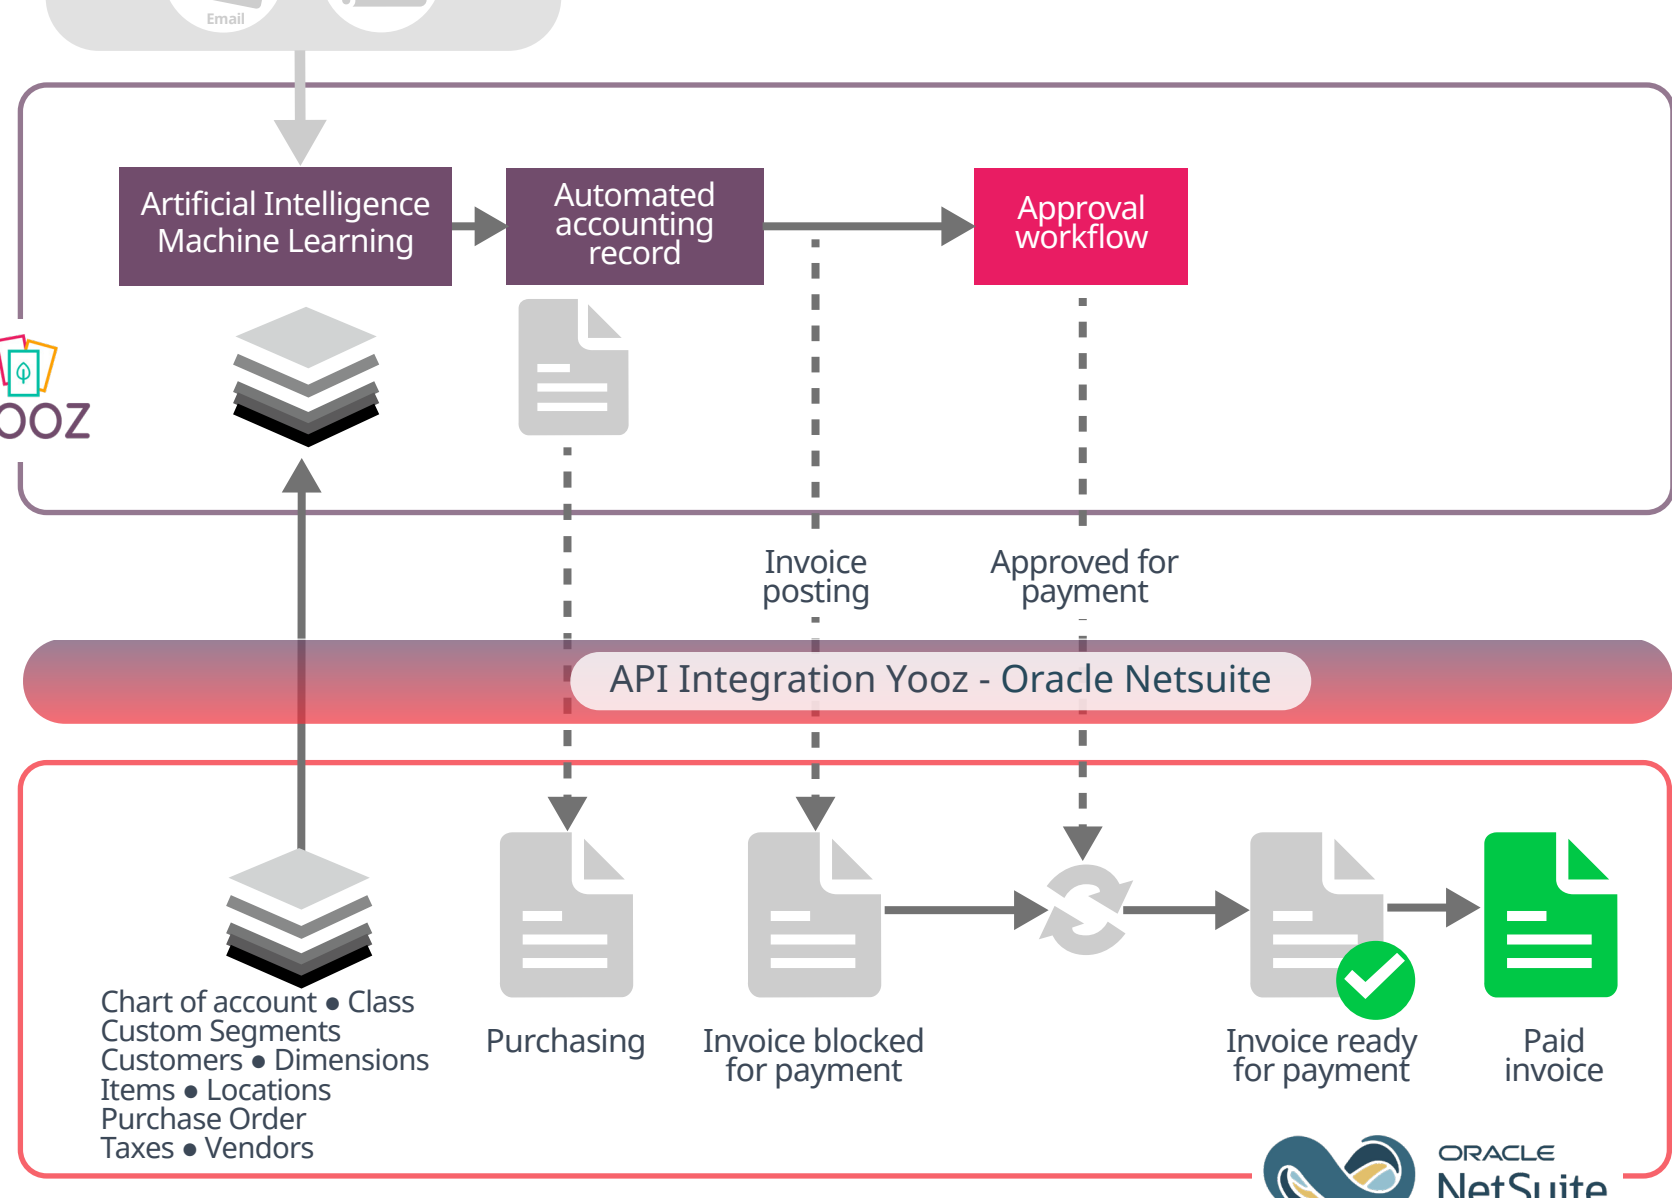 Email
Artificial Intelligence
Machine Learning
Automated
accounting
record
Approval
workflow
OOZ
Invoice
posting
Approved for
payment
API Integration Yooz - Oracle Netsuite
Chart of account ● Class
Custom Segments
Customers ● Dimensions
Items ● Locations
Purchase Order
Taxes ● Vendors
Purchasing
Invoice blocked
for payment
Invoice ready
for payment
Paid
invoice
ORACLE
NetSuite